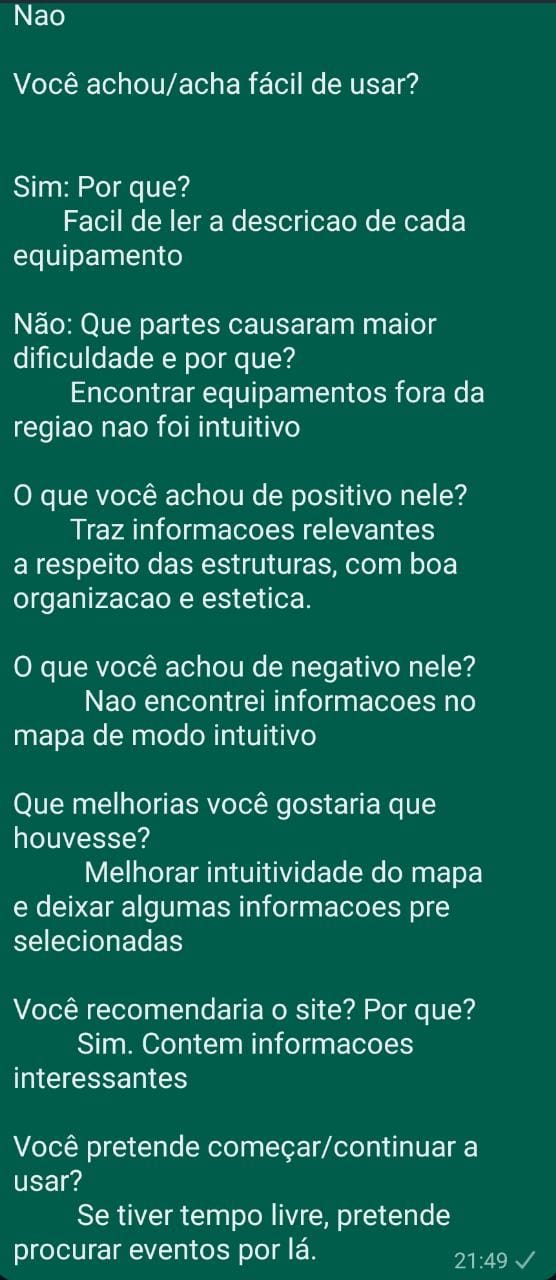 Nao
Você achou/acha fácil de usar?
Sim: Por que?
Facil de ler a descricao de cada
equipamento
Não: Que partes causaram maior
dificuldade e por que?
Encontrar equipamentos fora da
regiao nao foi intuitivo
O que você achou de positivo nele?
Traz informacoes relevantes
a respeito das estruturas, com boa
organizacao e estetica.
O que você achou de negativo nele?
Nao encontrei informacoes no
mapa de modo intuitivo
Que melhorias você gostaria que
houvesse?
Melhorar intuitividade do mapa
e deixar algumas informacoes pre
selecionadas
Você recomendaria o site? Por que?
Sim. Contem informacoes
interessantes
Você pretende começar/continuar a
usar?
Se tiver tempo livre, pretende
procurar eventos por lá.
21:49